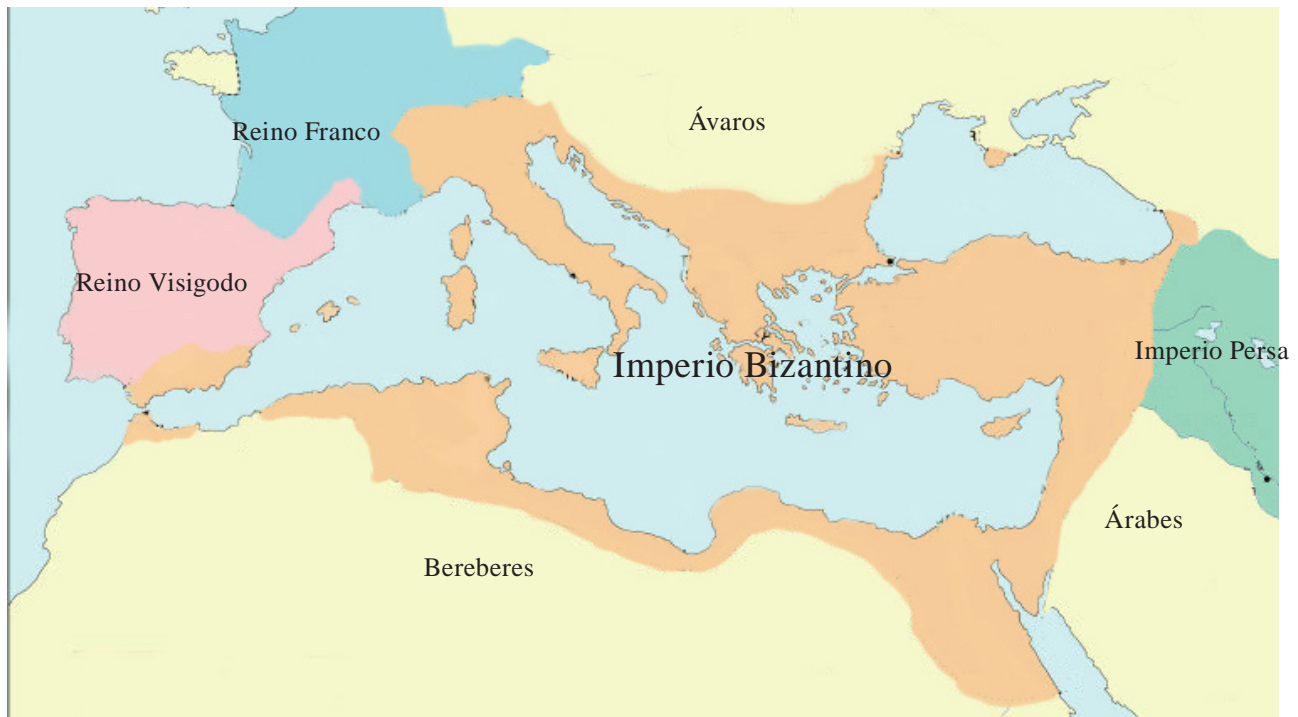 Ávaros
Reino Franco
Reino Visigodo
Imperio Persa
Imperio Bizantino
Árabes
Bereberes